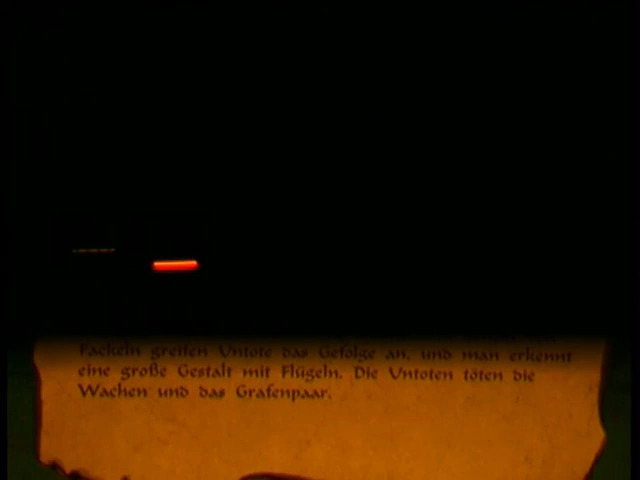 Fackeln greifen Untote das Gefolge an, und man erkennt
eine große Gestalt mit Flügeln. Die Untoten töten die
Wachen und das Grafenpaar.